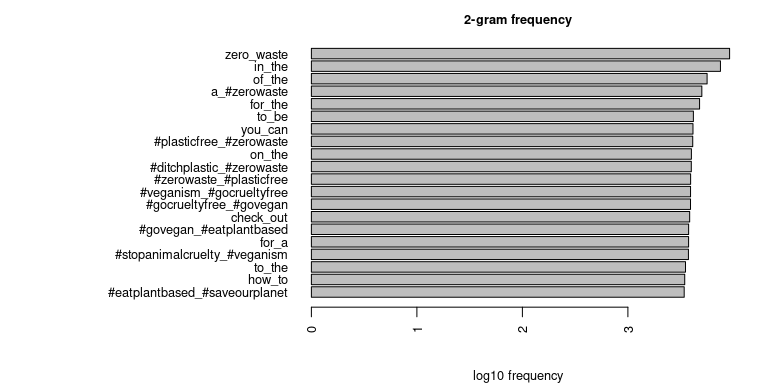 2-gram frequency
zero_waste
in_the
of_the
a_#zerowaste
for_the
to_be
you_can
#plasticfree_#zerowaste
on_the
#ditchplastic_#zerowaste
#zerowaste_#plasticfree
#veganism_#gocrueltyfree
#gocrueltyfree_#govegan
check_out
#govegan_#eatplantbased
for_a
#stopanimalcruelty_#veganism
to_the
how_to
#eatplantbased_#saveourplanet
0 1 2 3
log10 frequency